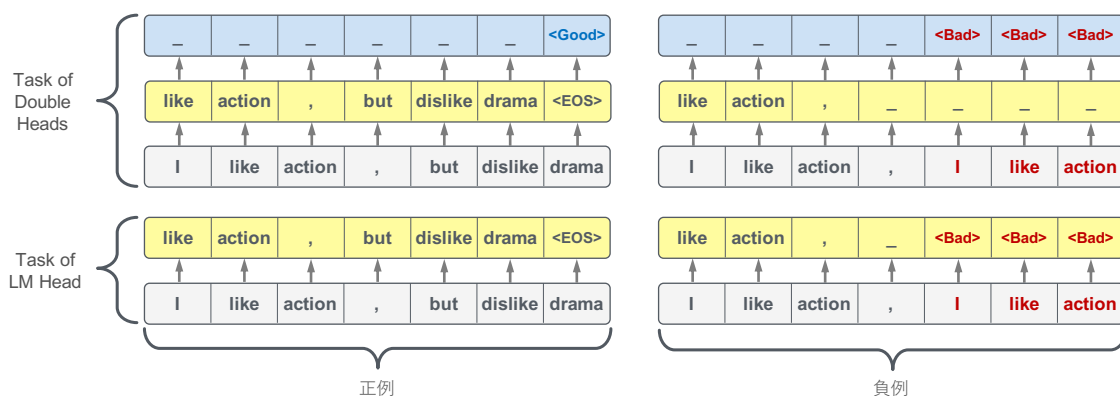 _ _ _ _ _ _ <Good>
_ _ _ _ <Bad> <Bad> <Bad>
Task of
Double
Heads
like action , but dislike drama <EOS>
like action , _ _ _ _
I like action , but dislike drama
I like action , I like action
Task of
LM Head
like action , but dislike drama <EOS>
like action , _ <Bad> <Bad> <Bad>
I like action , but dislike drama
I like action , I like action
正例
負例